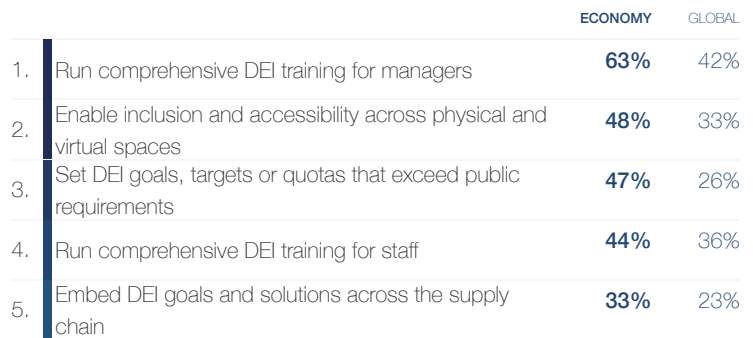 ECONOMY GLOBAL
1. Run comprehensive DEI training for managers 63% 42%
2. Enable inclusion and accessibility across physical and
virtual spaces 48% 33%
3. Set DEI goals, targets or quotas that exceed public
requirements 47% 26%
4. Run comprehensive DEI training for staff 44% 36%
5. Embed DEI goals and solutions across the supply
chain 33% 23%